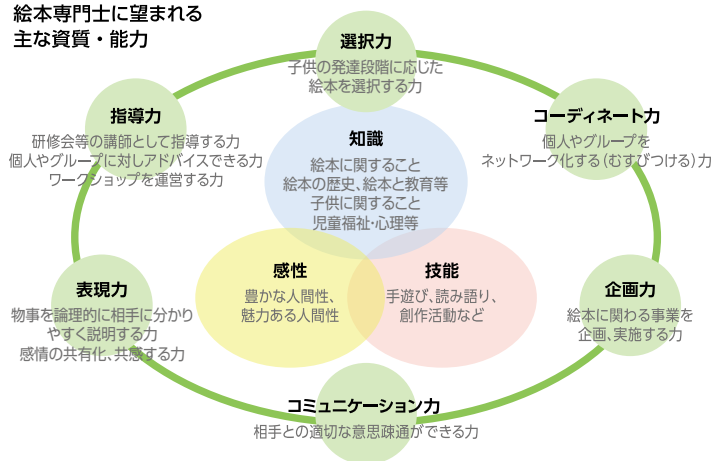 絵本専門士に望まれる
主な資質・能力
選択力
子供の発達段階に応じた
絵本を選択する力
指導力
研修会等の講師として指導する力
個人やグループに対しアドバイスできる力
ワークショップを運営する力
コーディネート力
個人やグループを
ネットワーク化する（むすびつける）力
知識
絵本に関すること
絵本の歴史、絵本と教育等
子供に関すること
児童福祉・心理等
感性
豊かな人間性、
魅力ある人間性
技能
手遊び、読み語り、
創作活動など
表現力
物事を論理的に相手に分かり
やすく説明する力
感情の共有化、共感する力
企画力
絵本に関わる事業を
企画、実施する力
コミュニケーション力
相手との適切な意思疎通ができる力